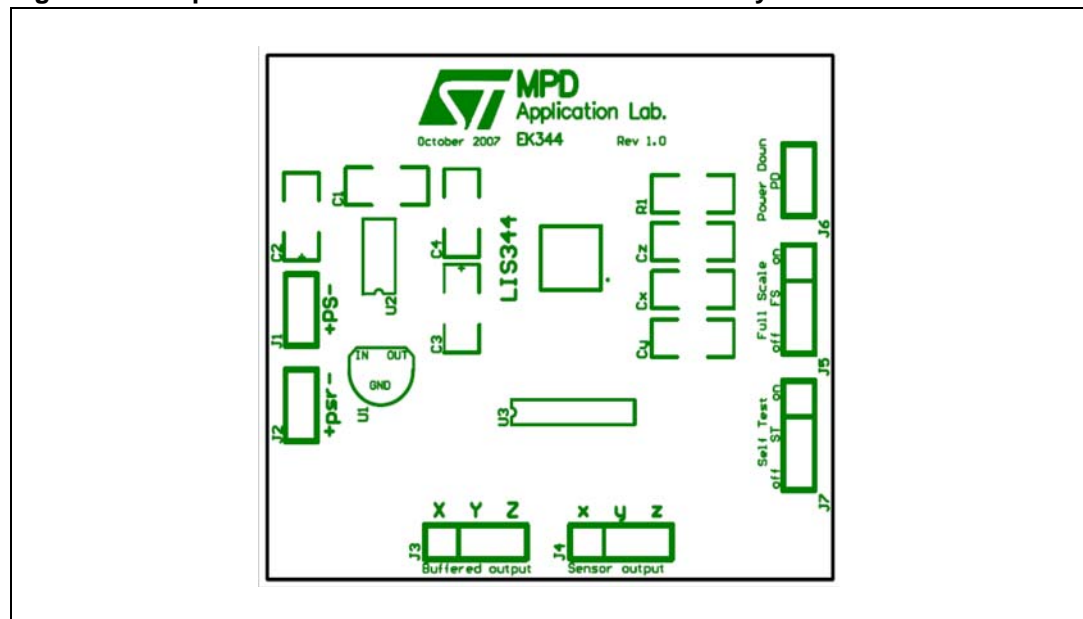 ST
MPD
Application Lab.
October 2007 EK344 Rev 1.0
C1
C2
C4
C3
U2
LIS344
R1
Cz
Cx
Cy
Power Down
PD
J6
Full Scale
FS
on
off
J5
Self Test
ST
on
off
J7
J1
+PS-
J2
+psr-
IN OUT
GND
U1
U3
X Y Z
J3
Buffered output
x y z
J4
Sensor output